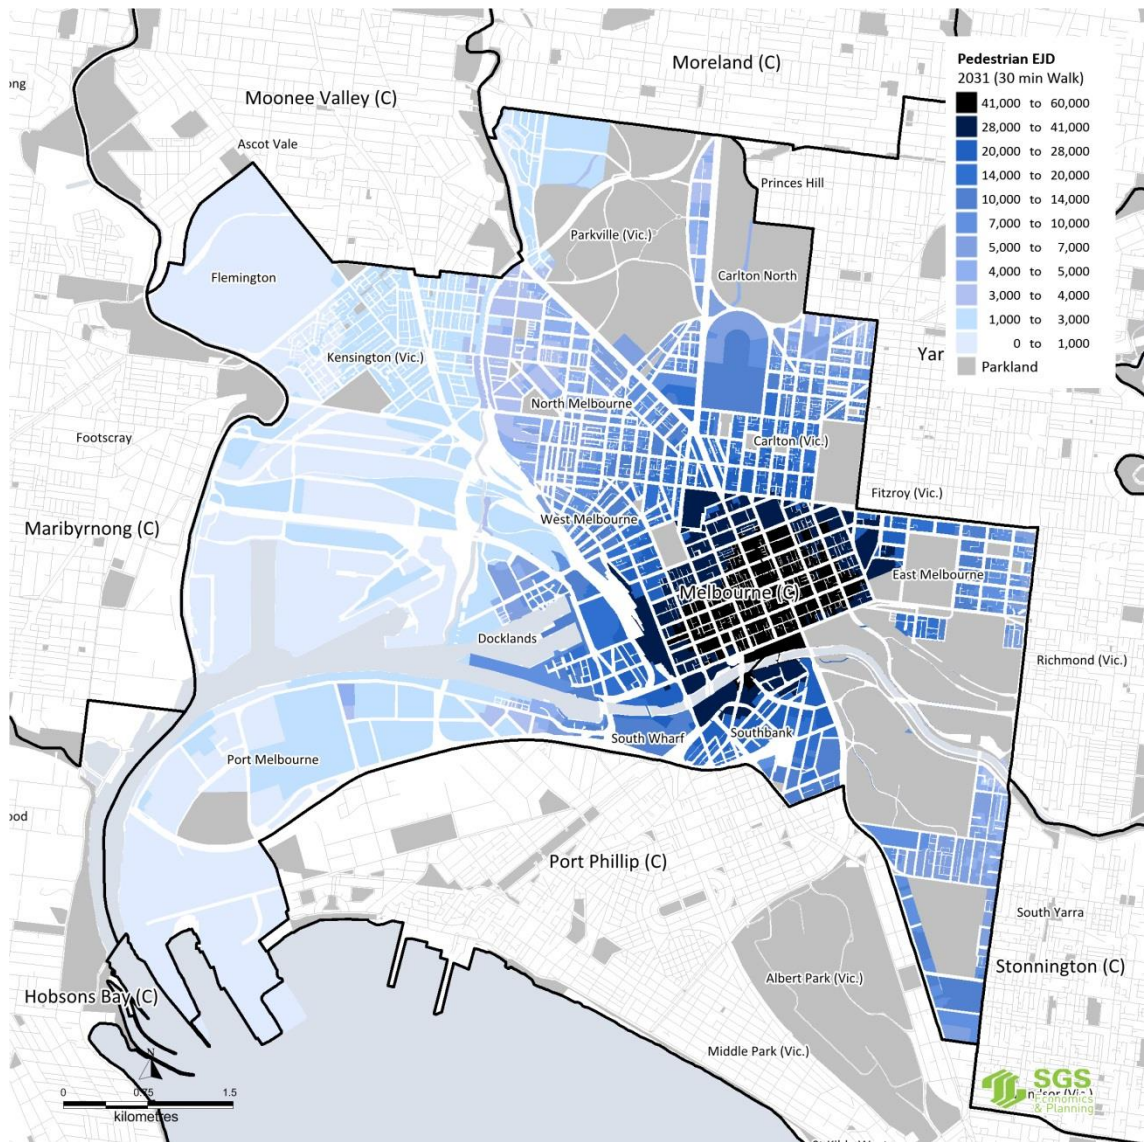 Moreland (C)
Pedestrian EJD
2031 (30 min Walk)
41,000 to 60,000
28,000 to 41,000
20,000 to 28,000
14,000 to 20,000
10,000 to 14,000
7,000 to 10,000
5,000 to 7,000
4,000 to 5,000
3,000 to 4,000
1,000 to 3,000
0 to 1,000
Parkland
ong
Moonee Valley (C)
Ascot Vale
Princes Hill
Parkville (Vic.)
Flemington
Carlton North
Yar
Kensington (Vic.)
North Melbourne
Footscray
Carlton (Vic.)
Fitzroy (Vic.)
Maribyrnong (C)
West Melbourne
East Melbourne
Melbourne (C)
Docklands
Richmond (Vic.)
South Wharf
Southbank
Port Melbourne
ood
Port Phillip (C)
South Yarra
Stonnington (C)
Albert Park (Vic.)
Hobsons Bay (C)
Middle Park (Vic.)
N
0 0.75 1.5
kilometres
SGS
Economics
& Planning